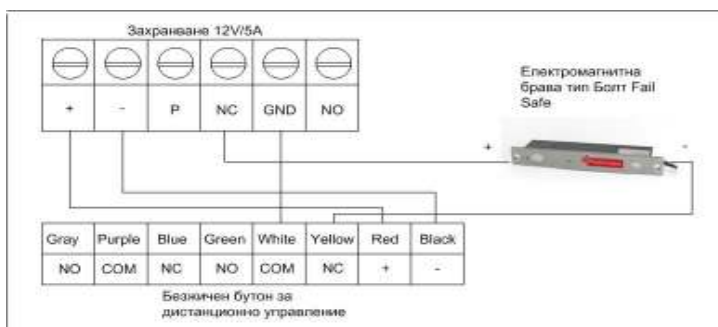 Захранване 12V/5A
+ - P NC GND NO
Електромагнитна
брава тип Болт Fail
Safe
+ -
Gray Purple Blue Green White Yellow Red Black
NO COM NC NO COM NC + -
Безжичен бутон за
дистанционно управление